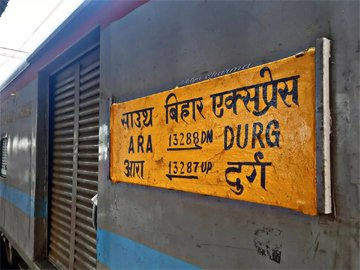 साउथ बिहार एक्सप्रेस
ARA 13288DN DURG
आरा 13287UP दुर्ग